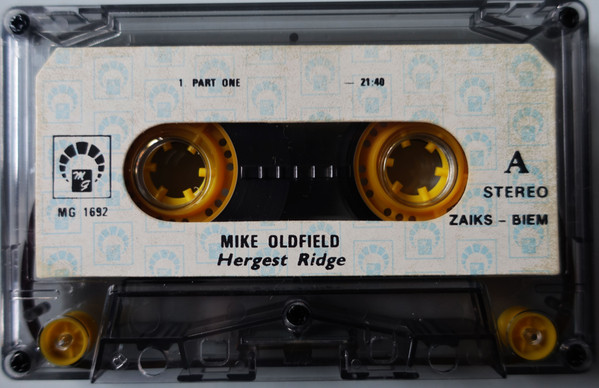 1 PART ONE — 21:40
MG
MG 1692
A
STEREO
ZAIKS - BIEM
MIKE OLDFIELD
Hergest Ridge